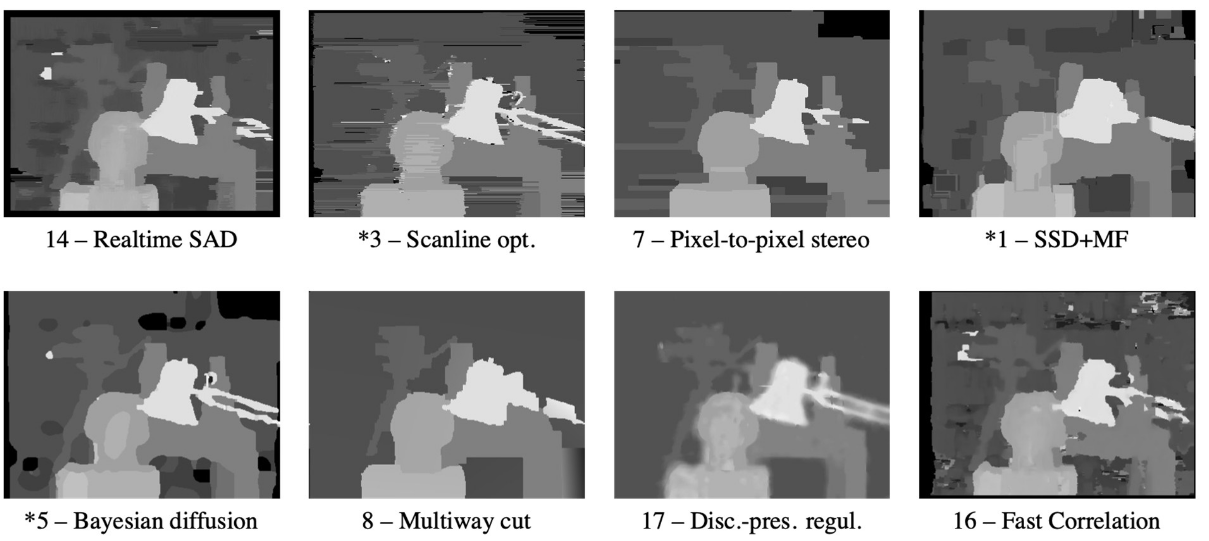 14 – Realtime SAD
*3 – Scanline opt.
7 – Pixel-to-pixel stereo
*1 – SSD+MF
*5 – Bayesian diffusion
8 – Multiway cut
17 – Disc.-pres. regul.
16 – Fast Correlation